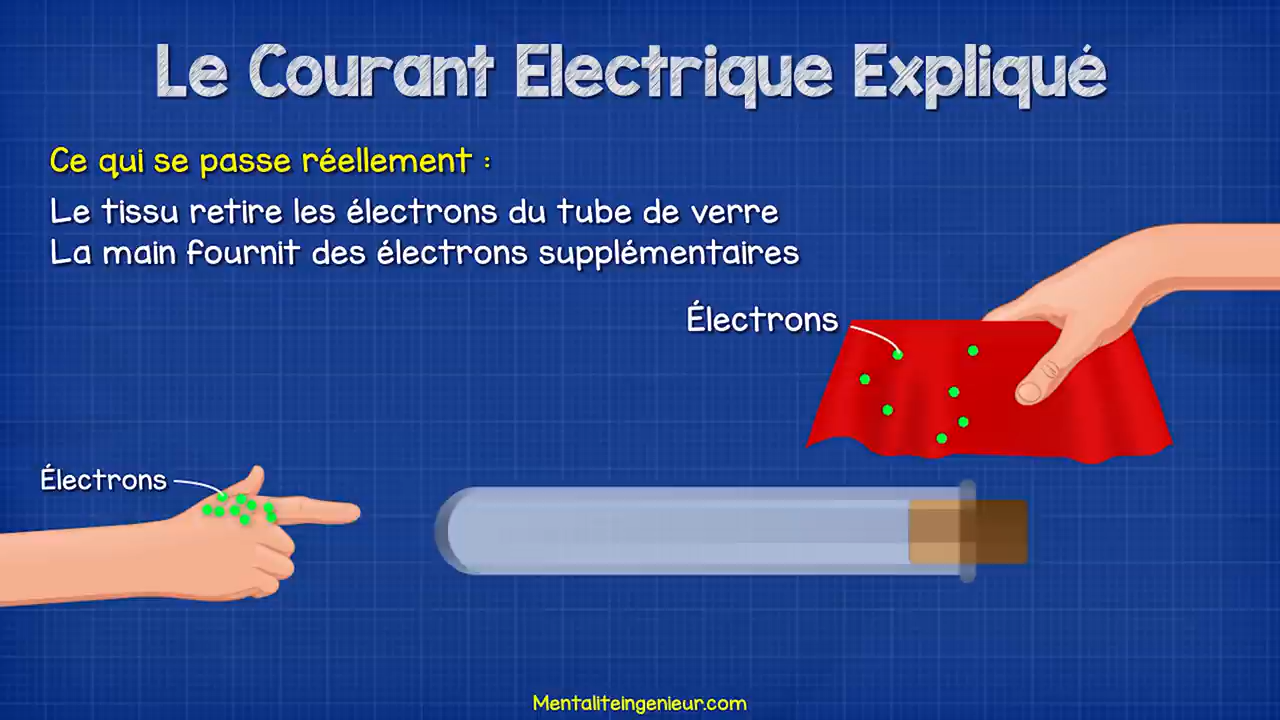 Le Courant Electrique Expliqué
Ce qui se passe réellement :
Le tissu retire les électrons du tube de verre
La main fournit des électrons supplémentaires
Électrons
Électrons
Mentaliteingenieur.com